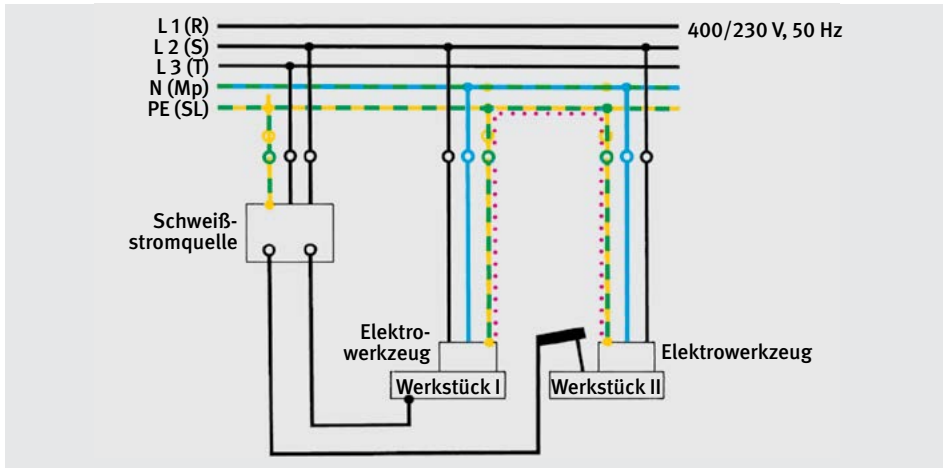 L 1 (R)
400/230 V, 50 Hz
L 2 (S)
L 3 (T)
N (Mp)
PE (SL)
Schweiß-
stromquelle
Elektro-
werkzeug
Elektrowerkzeug
Werkstück I
Werkstück II